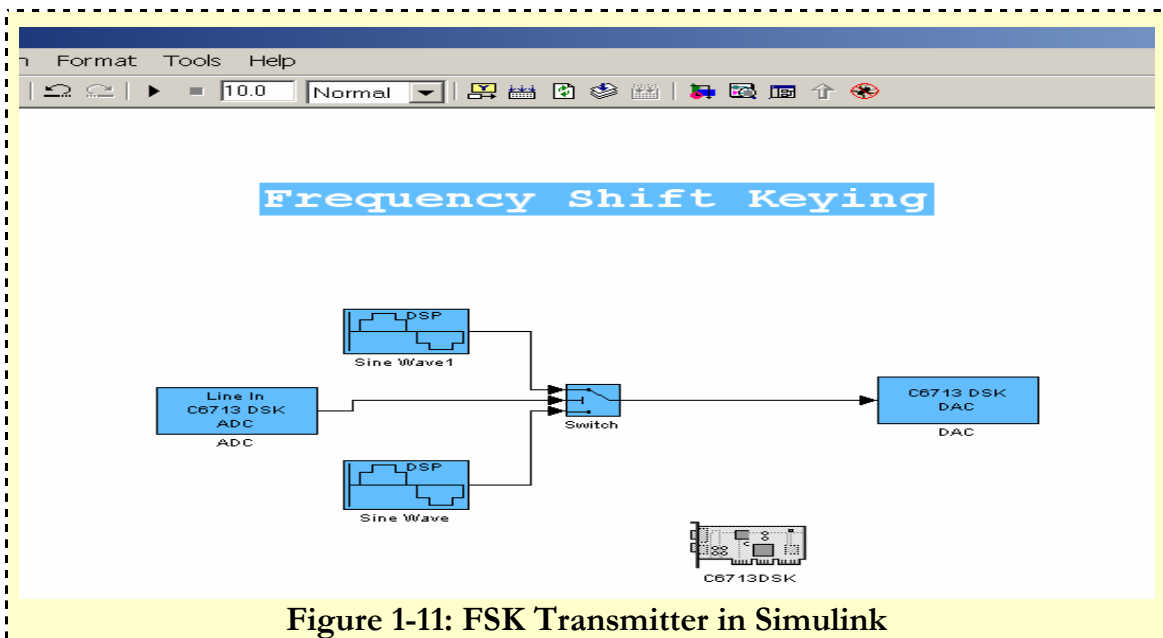 Format Tools Help
10.0 Normal
Frequency Shift Keying
DSP
Sine Wave1
Line In
C6713 DSK
ADC
ADC
Switch
C6713 DSK
DAC
DAC
DSP
Sine Wave
C6713DSK
Figure 1-11: FSK Transmitter in Simulink